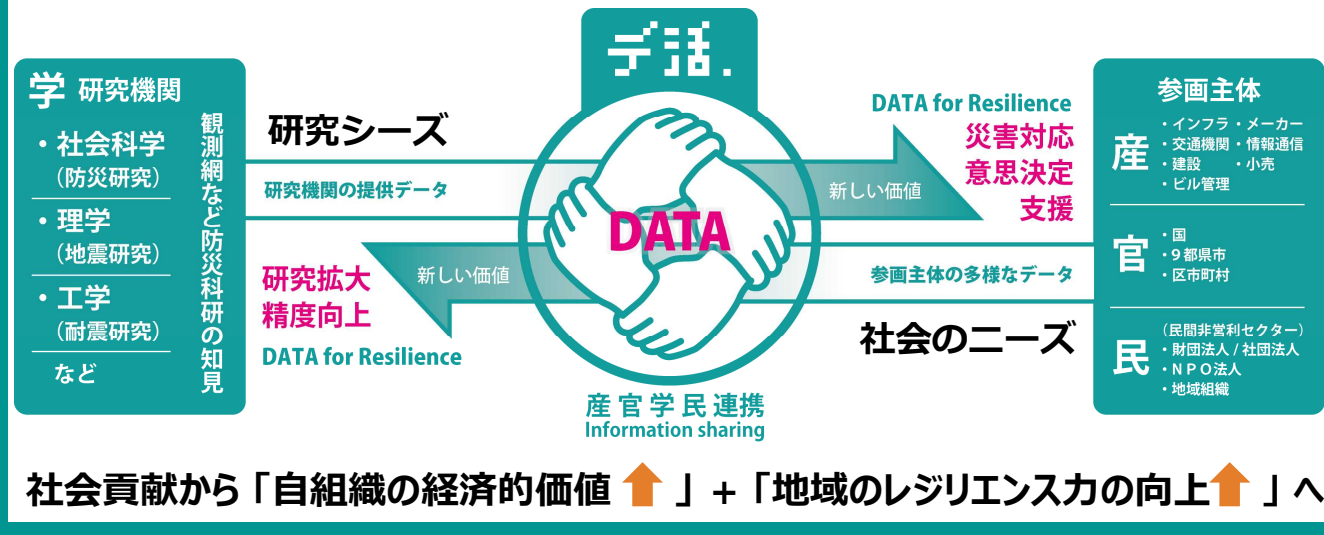 デ活.
学 研究機関
・社会科学
(防災研究)
・理学
(地震研究)
・工学
(耐震研究)
など
観測網など防災科研の知見
研究シーズ
研究機関の提供データ
新しい価値
研究拡大
精度向上
DATA for Resilience
DATA
産官学民連携
Information sharing
DATA for Resilience
災害対応
意思決定
支援
新しい価値
参画主体の多様なデータ
社会のニーズ
参画主体
産
・インフラ・メーカー
・交通機関・情報通信
・建設　・小売
・ビル管理
官
・国
・9都県市
・区市町村
民
(民間非営利セクター)
・財団法人/社団法人
・NPO法人
・地域組織
社会貢献から「自組織の経済的価値 」+「地域のレジリエンス力の向上 」へ